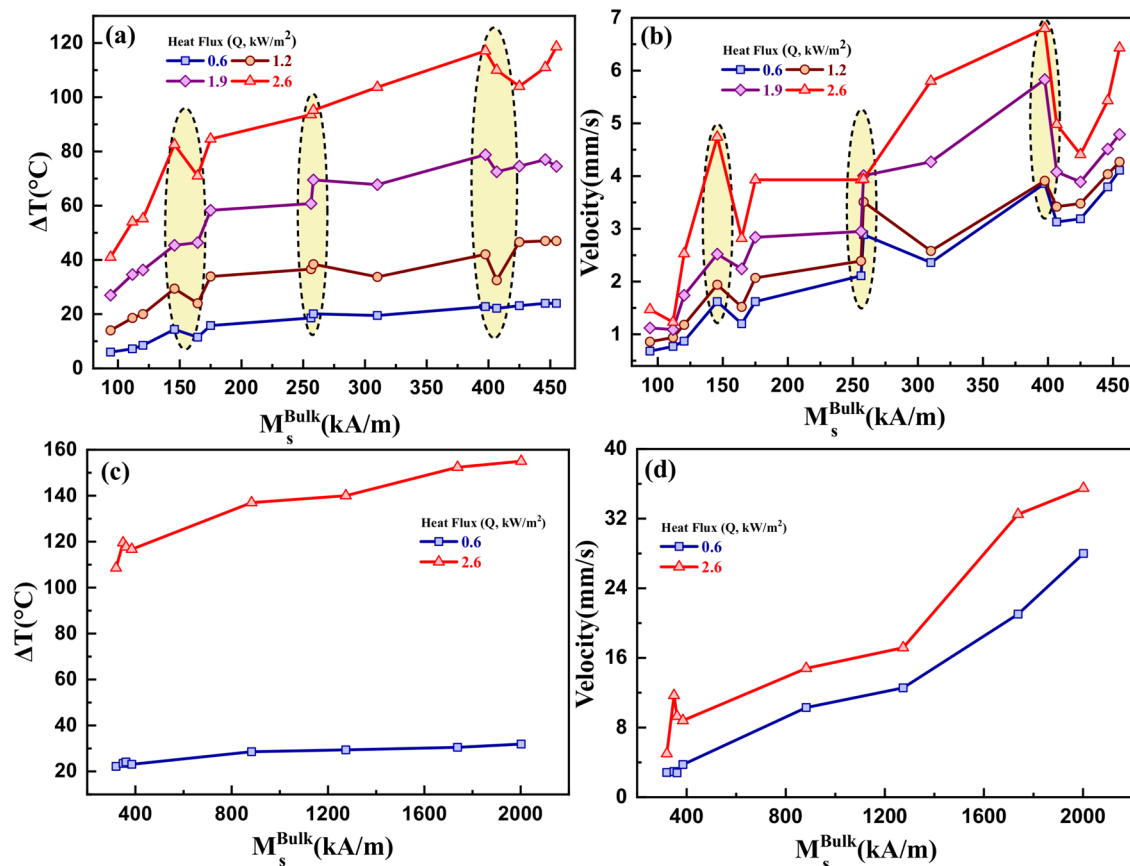 (a)
Heat Flux (Q, kW/m²)
0.6 1.2
1.9 2.6
120
100
80
60
40
20
0
ΔT(°C)
100 150 200 250 300 350 400 450
M_s^Bulk(kA/m)
(b)
Heat Flux (Q, kW/m²)
0.6 1.2
1.9 2.6
7
6
5
4
3
2
1
Velocity(mm/s)
100 150 200 250 300 350 400 450
M_s^Bulk(kA/m)
(c)
Heat Flux (Q, kW/m²)
0.6
2.6
160
140
120
100
80
60
40
20
ΔT(°C)
400 800 1200 1600 2000
M_s^Bulk(kA/m)
(d)
Heat Flux (Q, kW/m²)
0.6
2.6
40
36
28
24
16
8
4
0
Velocity(mm/s)
400 800 1200 1600 2000
M_s^Bulk(kA/m)